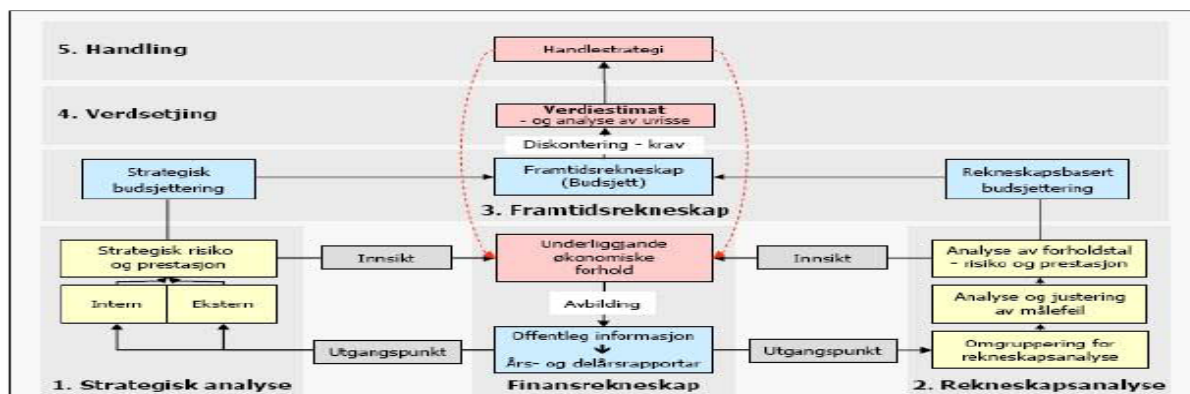 5. Handling
Handlestrategi
4. Verdsetjing
Verdiestimat
- og analyse av uvisse
Diskontering - krav
Strategisk
budsjettering
Framtidsrekneskap
(Budsjett)
Rekneskapsbasert
budsjettering
3. Framtidsrekneskap
Strategisk risiko
og prestasjon
Innsikt
Underliggjande
økonomiske
forhold
Innsikt
Analyse av forholdstal
- risiko og prestasjon
Intern
Ekstern
Avbilding
Analyse og justering
av målefeil
Utgangspunkt
Offentleg informasjon
Års- og delårsrapportar
Utgangspunkt
Omgruppering for
rekneskapsanalyse
1. Strategisk analyse
Finansrekneskap
2. Rekneskapsanalyse